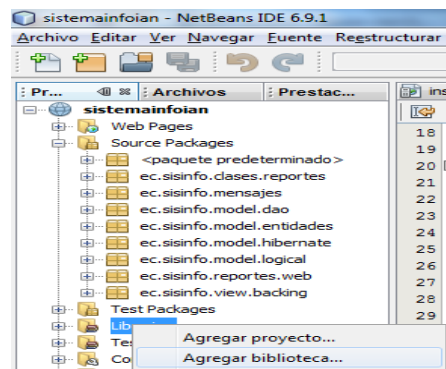 sistemainfoian - NetBeans IDE 6.9.1
Archivo Editar Ver Navegar Fuente Reestructurar
Pr... Archivos Prestac... ins
sistemainfoian
Web Pages
18
Source Packages
19
<paquete predeterminado>
20
ec.sisinfo.clases.reportes
21
ec.sisinfo.mensajes
22
ec.sisinfo.model.dao
23
ec.sisinfo.model.entidades
24
ec.sisinfo.model.hibernate
25
ec.sisinfo.model.logical
26
ec.sisinfo.reportes.web
27
ec.sisinfo.view.backing
28
Test Packages
29
Lib
Agregar proyecto...
Tes
Agregar biblioteca...
Co